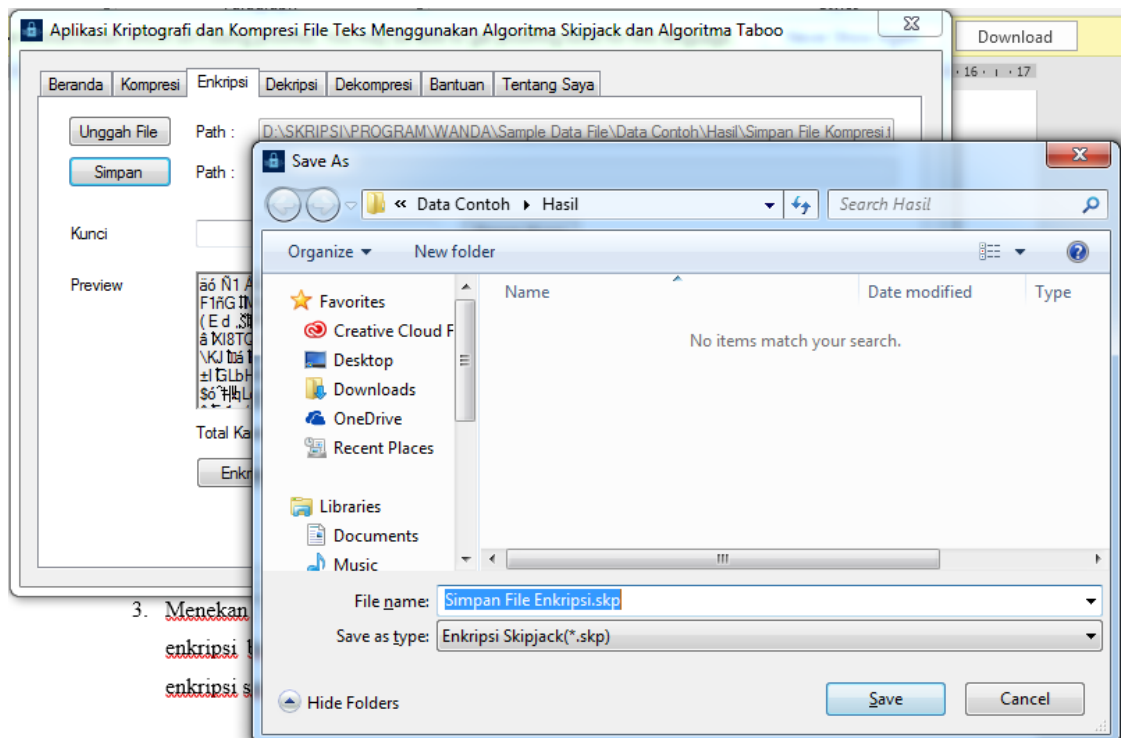 Aplikasi Kriptografi dan Kompresi File Teks Menggunakan Algoritma Skipjack dan Algoritma Taboo
Download
16 17
Beranda Kompresi Enkripsi Dekripsi Dekompresi Bantuan Tentang Saya
Unggah File Path : D:\SKRIPSI\PROGRAM\WANDA\Sample Data File\Data Contoh\Hasil\Simpan File Kompresi.t
Simpan Path :
Kunci
Preview
Total
Save As
« Data Contoh Hasil
Search Hasil
Organize New folder
Name Date modified Type
No items match your search.
Favorites
Creative Cloud F
Desktop
Downloads
OneDrive
Recent Places
Libraries
Documents
Music
File name: Simpan File Enkripsi.skp
Save as type: Enkripsi Skipjack(*.skp)
Hide Folders Save Cancel
3. Menekan
enkripsi
enkripsi s